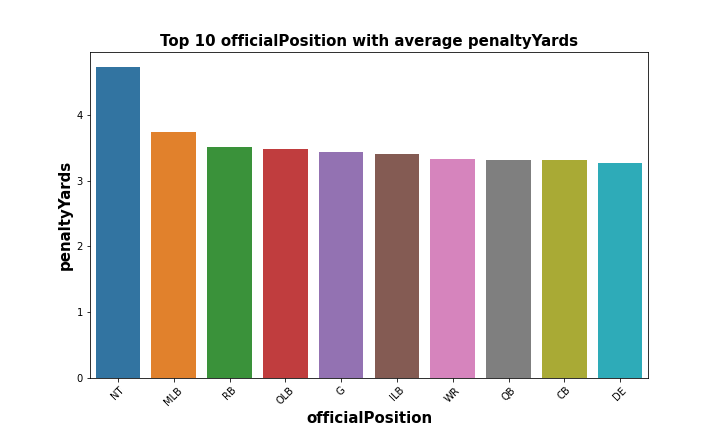 Top 10 officialPosition with average penaltyYards
penaltyYards
4
3
2
1
0
NT MLB RB OLB G ILB WR QB CB DE
officialPosition